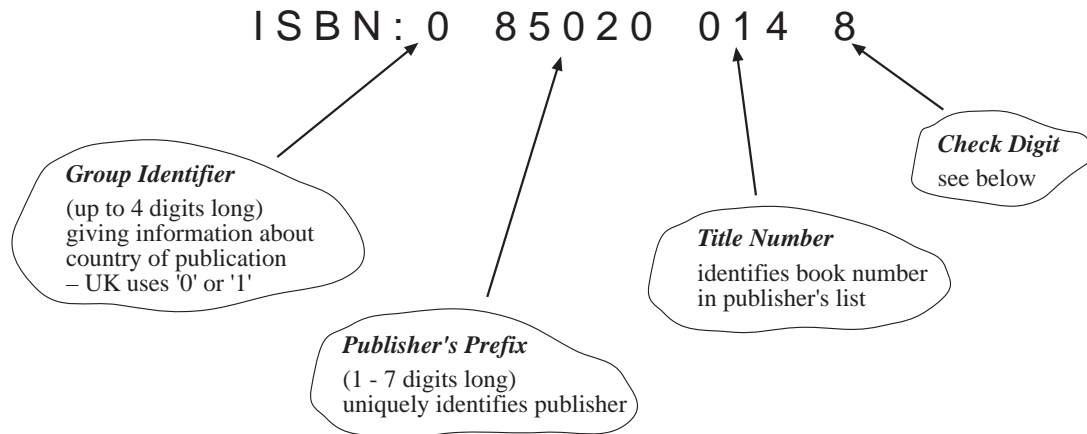 ISBN: 0 85020 014 8
Group Identifier
(up to 4 digits long)
giving information about
country of publication
– UK uses '0' or '1'
Publisher's Prefix
(1 - 7 digits long)
uniquely identifies publisher
Title Number
identifies book number
in publisher's list
Check Digit
see below